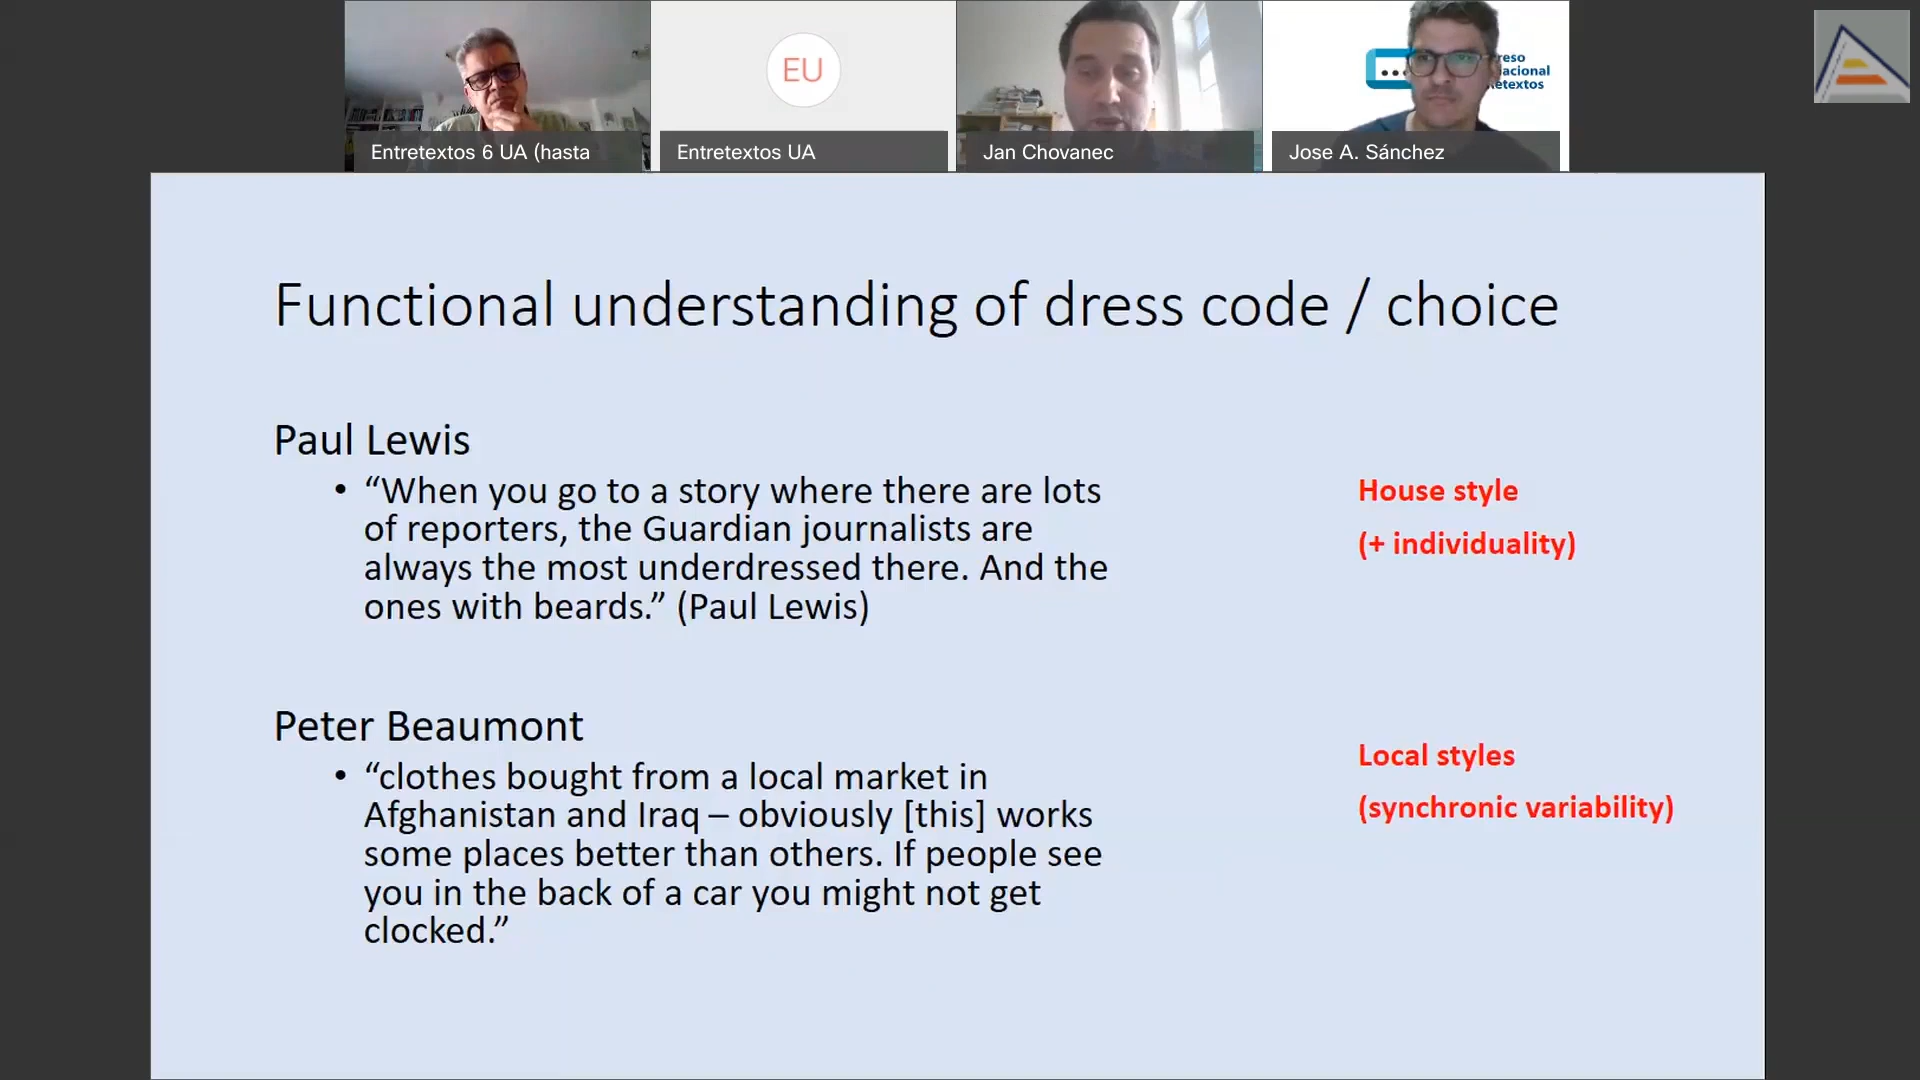 EU
...
reso
nacional
etextos
Entretextos 6 UA (hasta
Entretextos UA
Jan Chovanec
Jose A. Sánchez
Functional understanding of dress code / choice
Paul Lewis
• “When you go to a story where there are lots
of reporters, the Guardian journalists are
always the most underdressed there. And the
ones with beards.” (Paul Lewis)
House style
(+ individuality)
Peter Beaumont
• “clothes bought from a local market in
Afghanistan and Iraq – obviously [this] works
some places better than others. If people see
you in the back of a car you might not get
clocked.”
Local styles
(synchronic variability)